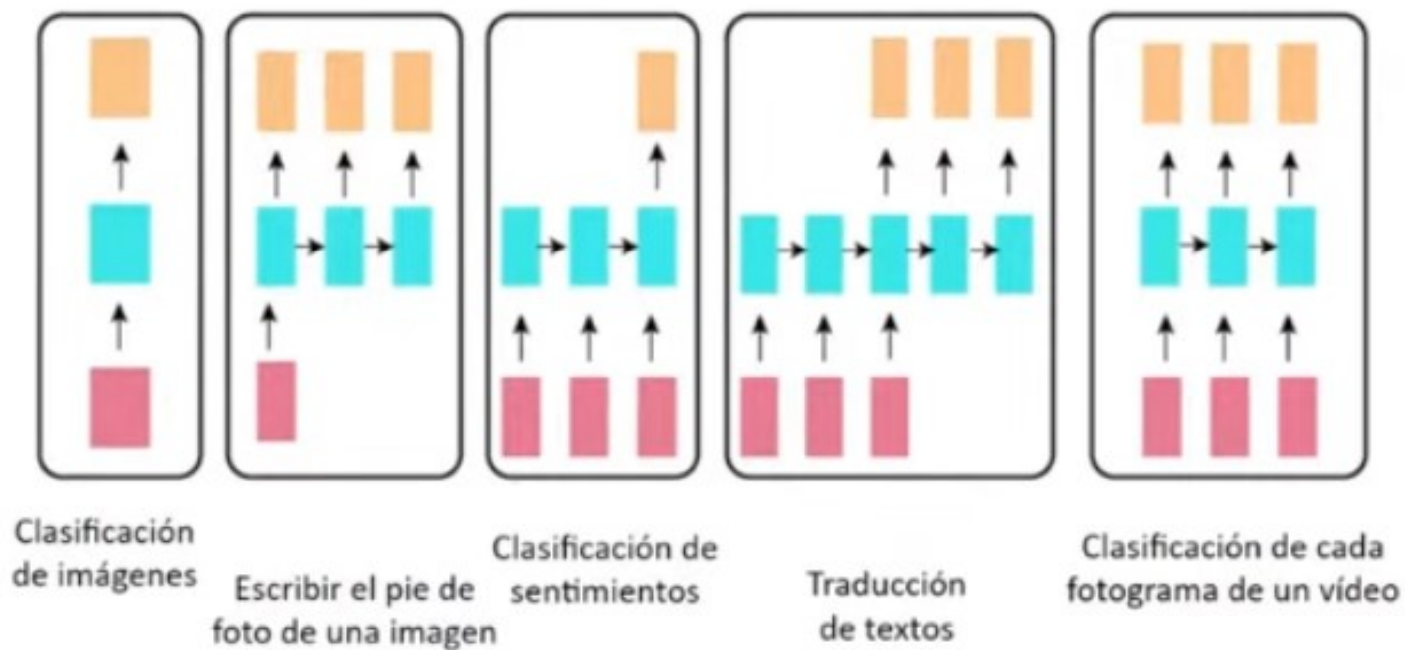 Clasificación
de imágenes
Escribir el pie de
foto de una imagen
Clasificación de
sentimientos
Traducción
de textos
Clasificación de cada
fotograma de un vídeo